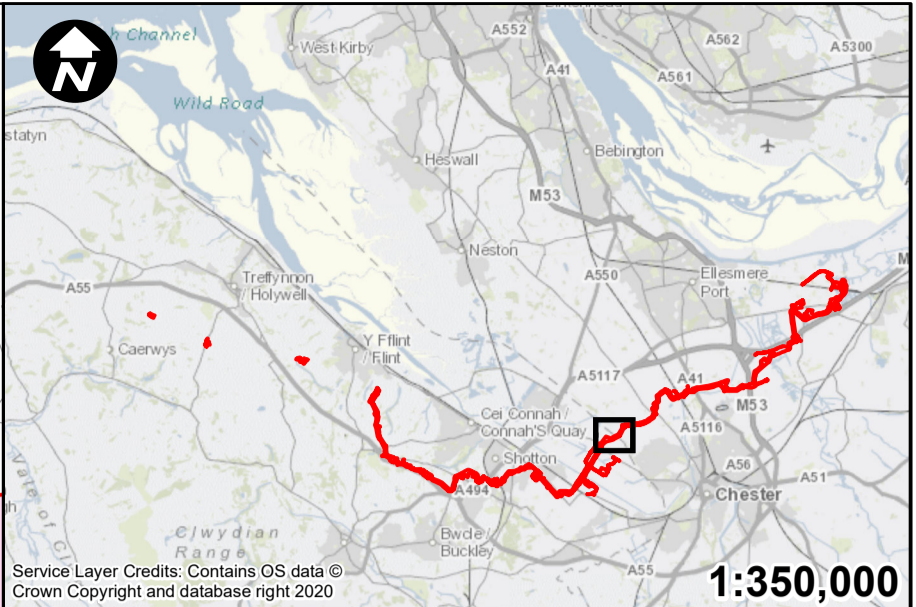 N
h Channel
Wild Road
statyn
West Kirby
A552
A41
A562
A5300
A561
Heswall
Bebington
M53
Neston
A550
Ellesmere
Port
M
A55
Treffynnon
/ Holywell
Caerwys
Y Fflint
/ Flint
A5117
A41
M53
Cei Connah /
Connah'S Quay
A5116
Shotton
A494
A56
A51
Chester
Clwydian
Range
Bwcle /
Buckley
A55
Service Layer Credits: Contains OS data ©
Crown Copyright and database right 2020
1:350,000